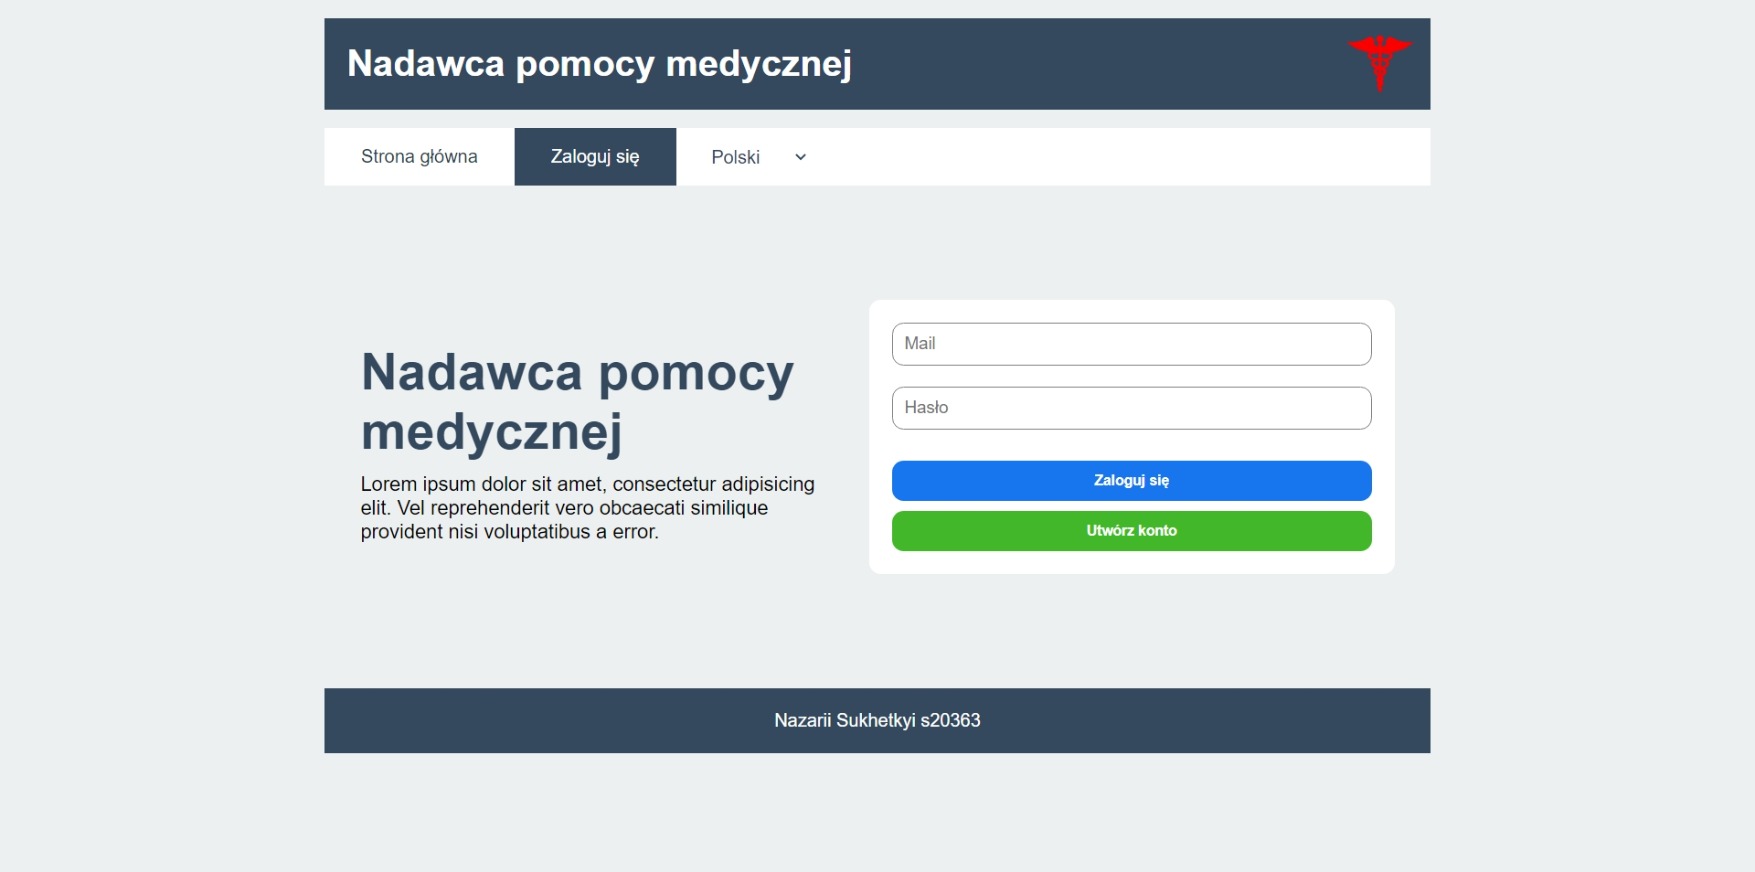 Nadawca pomocy medycznej
Strona główna
Zaloguj się
Polski
Nadawca pomocy
medycznej
Lorem ipsum dolor sit amet, consectetur adipisicing
elit. Vel reprehenderit vero obcaecati similique
provident nisi voluptatibus a error.
Mail
Hasło
Zaloguj się
Utwórz konto
Nazarii Sukhetkyi s20363